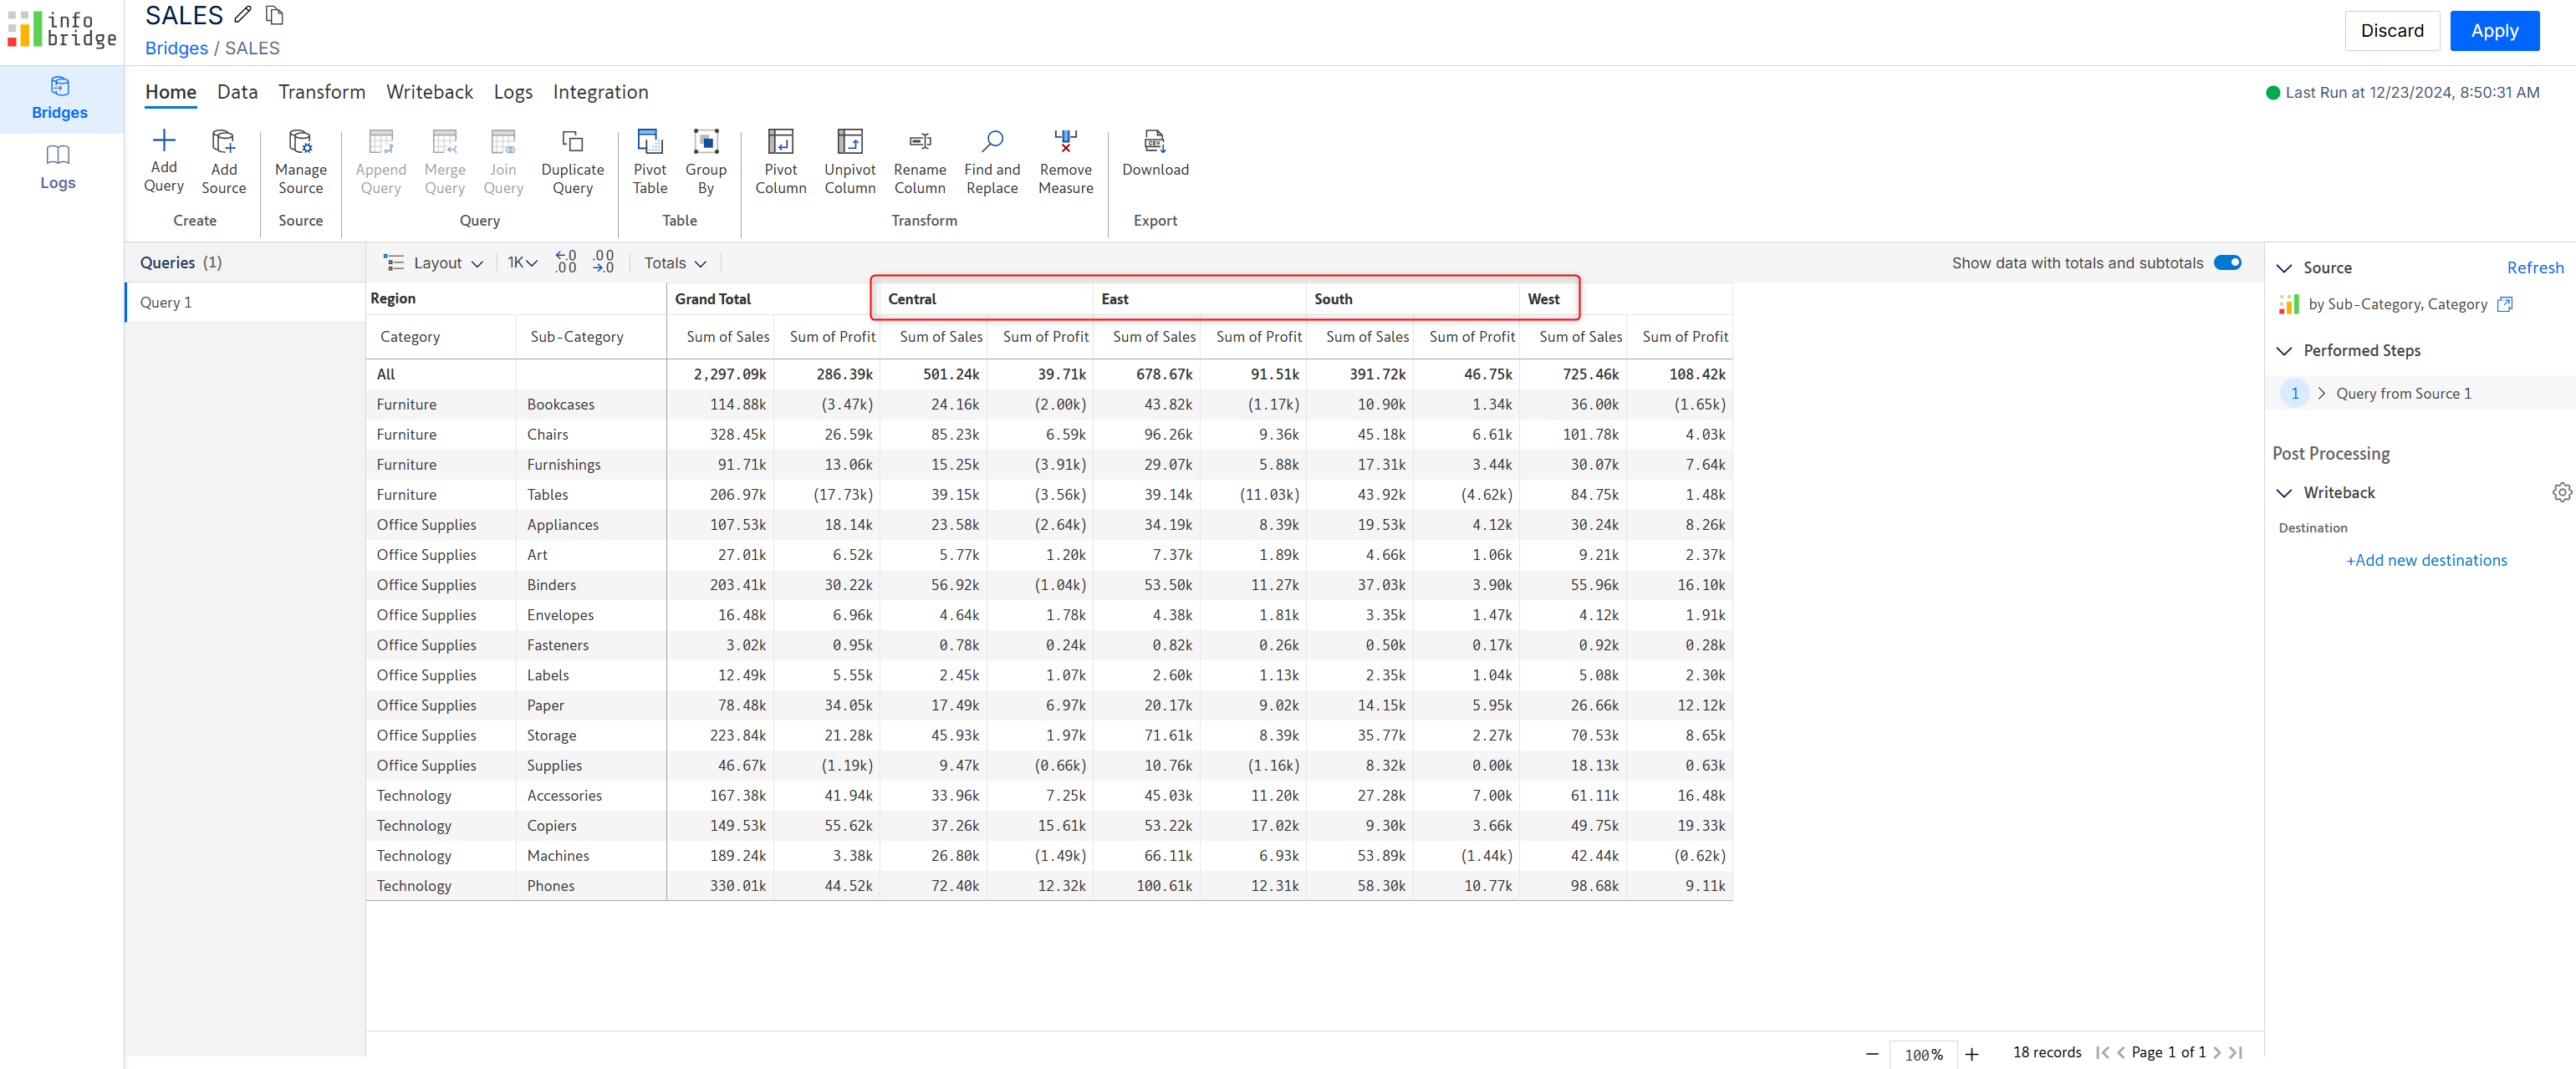 info
bridge
SALES
Bridges / SALES
Discard
Apply
Bridges
Logs
Home Data Transform Writeback Logs Integration
Last Run at 12/23/2024, 8:50:31 AM
Add Query
Add Source
Create
Manage Source
Source
Append Query
Merge Query
Join Query
Duplicate Query
Query
Pivot Table
Group By
Table
Pivot Column
Unpivot Column
Rename Column
Find and Replace
Remove Measure
Transform
CSV
Download
Export
Queries (1)
Query 1
Layout 1K .0 .00 .00 .0 Totals
Show data with totals and subtotals
Region Grand Total Central East South West
Category Sub-Category Sum of Sales Sum of Profit Sum of Sales Sum of Profit Sum of Sales Sum of Profit Sum of Sales Sum of Profit Sum of Sales Sum of Profit
All 2,297.09k 286.39k 501.24k 39.71k 678.67k 91.51k 391.72k 46.75k 725.46k 108.42k
Furniture Bookcases 114.88k (3.47k) 24.16k (2.00k) 43.82k (1.17k) 10.90k 1.34k 36.00k (1.65k)
Furniture Chairs 328.45k 26.59k 85.23k 6.59k 96.26k 9.36k 45.18k 6.61k 101.78k 4.03k
Furniture Furnishings 91.71k 13.06k 15.25k (3.91k) 29.07k 5.88k 17.31k 3.44k 30.07k 7.64k
Furniture Tables 206.97k (17.73k) 39.15k (3.56k) 39.14k (11.03k) 43.92k (4.62k) 84.75k 1.48k
Office Supplies Appliances 107.53k 18.14k 23.58k (2.64k) 34.19k 8.39k 19.53k 4.12k 30.24k 8.26k
Office Supplies Art 27.01k 6.52k 5.77k 1.20k 7.37k 1.89k 4.66k 1.06k 9.21k 2.37k
Office Supplies Binders 203.41k 30.22k 56.92k (1.04k) 53.50k 11.27k 37.03k 3.90k 55.96k 16.10k
Office Supplies Envelopes 16.48k 6.96k 4.64k 1.78k 4.38k 1.81k 3.35k 1.47k 4.12k 1.91k
Office Supplies Fasteners 3.02k 0.95k 0.78k 0.24k 0.82k 0.26k 0.50k 0.17k 0.92k 0.28k
Office Supplies Labels 12.49k 5.55k 2.45k 1.07k 2.60k 1.13k 2.35k 1.04k 5.08k 2.30k
Office Supplies Paper 78.48k 34.05k 17.49k 6.97k 20.17k 9.02k 14.15k 5.95k 26.66k 12.12k
Office Supplies Storage 223.84k 21.28k 45.93k 1.97k 71.61k 8.39k 35.77k 2.27k 70.53k 8.65k
Office Supplies Supplies 46.67k (1.19k) 9.47k (0.66k) 10.76k (1.16k) 8.32k 0.00k 18.13k 0.63k
Technology Accessories 167.38k 41.94k 33.96k 7.25k 45.03k 11.20k 27.28k 7.00k 61.11k 16.48k
Technology Copiers 149.53k 55.62k 37.26k 15.61k 53.22k 17.02k 9.30k 3.66k 49.75k 19.33k
Technology Machines 189.24k 3.38k 26.80k (1.49k) 66.11k 6.93k 53.89k (1.44k) 42.44k (0.62k)
Technology Phones 330.01k 44.52k 72.40k 12.32k 100.61k 12.31k 58.30k 10.77k 98.68k 9.11k
Source Refresh
by Sub-Category, Category
Performed Steps
1 Query from Source 1
Post Processing
Writeback
Destination
+Add new destinations
100% 18 records Page 1 of 1